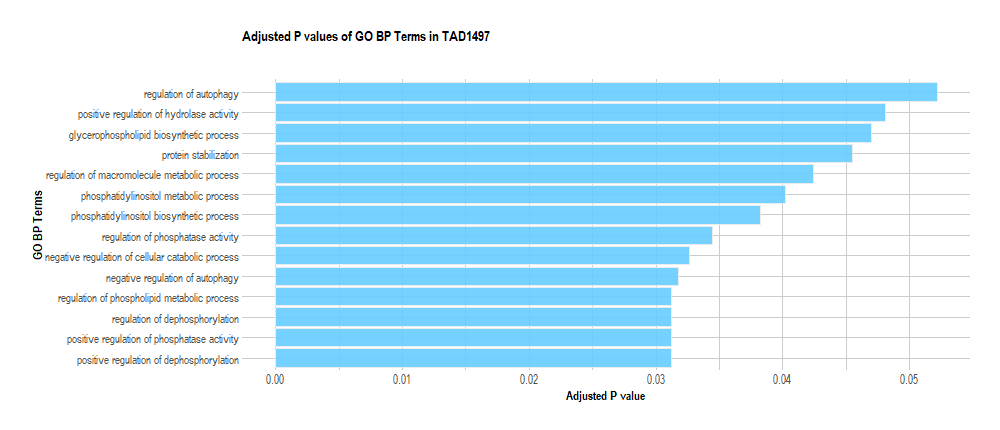 Adjusted P values of GO BP Terms in TAD1497
GO BP Terms
regulation of autophagy
positive regulation of hydrolase activity
glycerophospholipid biosynthetic process
protein stabilization
regulation of macromolecule metabolic process
phosphatidylinositol metabolic process
phosphatidylinositol biosynthetic process
regulation of phosphatase activity
negative regulation of cellular catabolic process
negative regulation of autophagy
regulation of phospholipid metabolic process
regulation of dephosphorylation
positive regulation of phosphatase activity
positive regulation of dephosphorylation
0.00 0.01 0.02 0.03 0.04 0.05
Adjusted P value